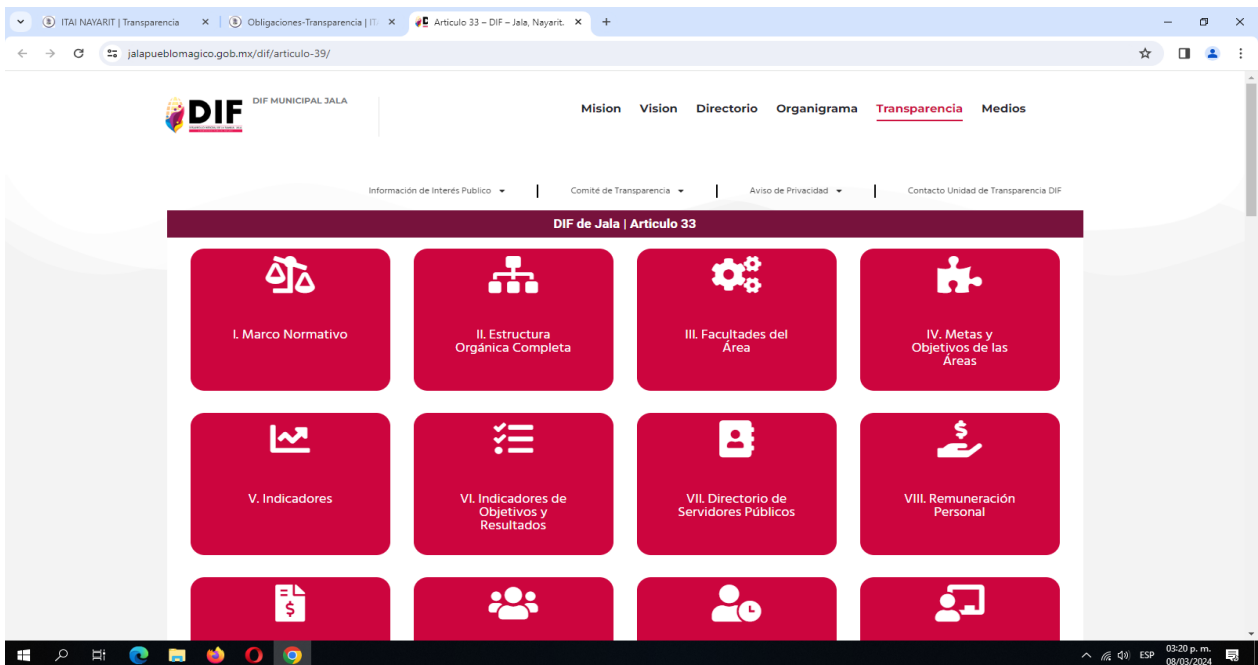 ITAI NAYARIT | Transparencia
Obligaciones-Transparencia | IT
Articulo 33 – DIF – Jala, Nayarit.
jalapueblomagico.gob.mx/dif/articulo-39/
DIF
DIF MUNICIPAL JALA
Mision Vision Directorio Organigrama Transparencia Medios
Información de Interés Publico
Comité de Transparencia
Aviso de Privacidad
Contacto Unidad de Transparencia DIF
DIF de Jala | Articulo 33
I. Marco Normativo
II. Estructura
Orgánica Completa
III. Facultades del
Área
IV. Metas y
Objetivos de las
Áreas
V. Indicadores
VI. Indicadores de
Objetivos y
Resultados
VII. Directorio de
Servidores Públicos
VIII. Remuneración
Personal
ESP
03:20 p. m.
08/03/2024